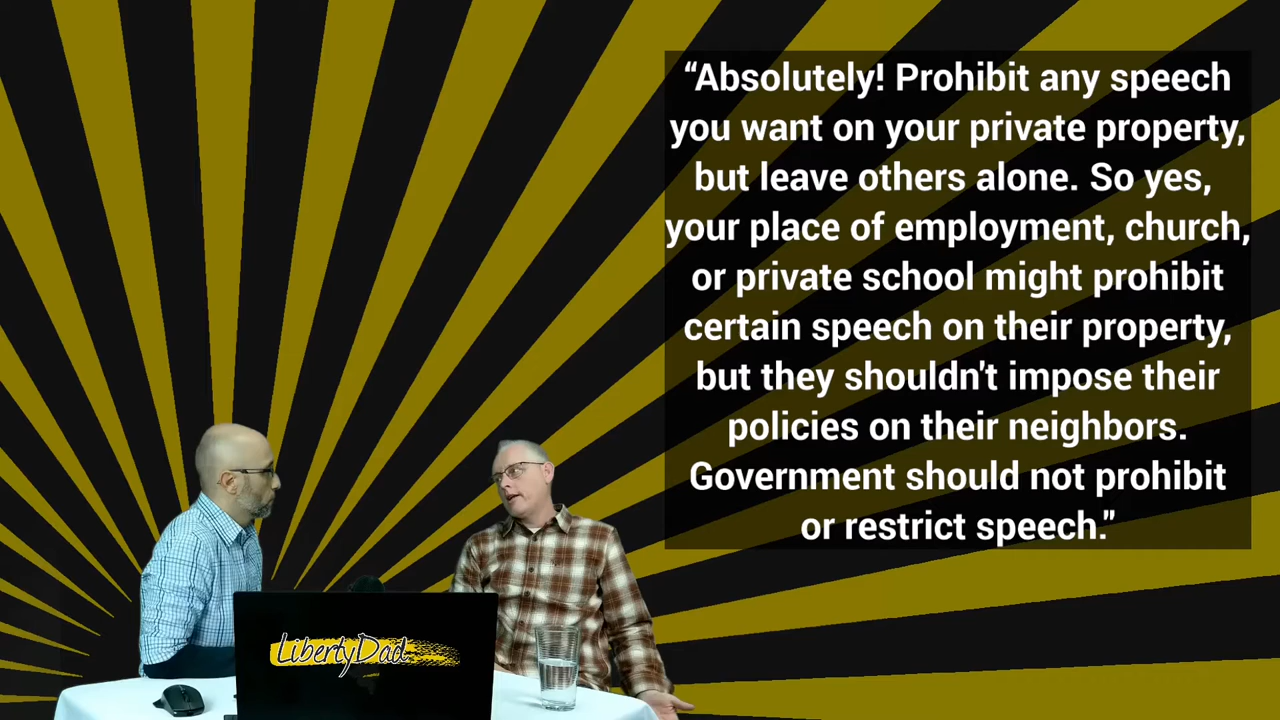 “Absolutely! Prohibit any speech
you want on your private property,
but leave others alone. So yes,
your place of employment, church,
or private school might prohibit
certain speech on their property,
but they shouldn't impose their
policies on their neighbors.
Government should not prohibit
or restrict speech."
LibertyDad